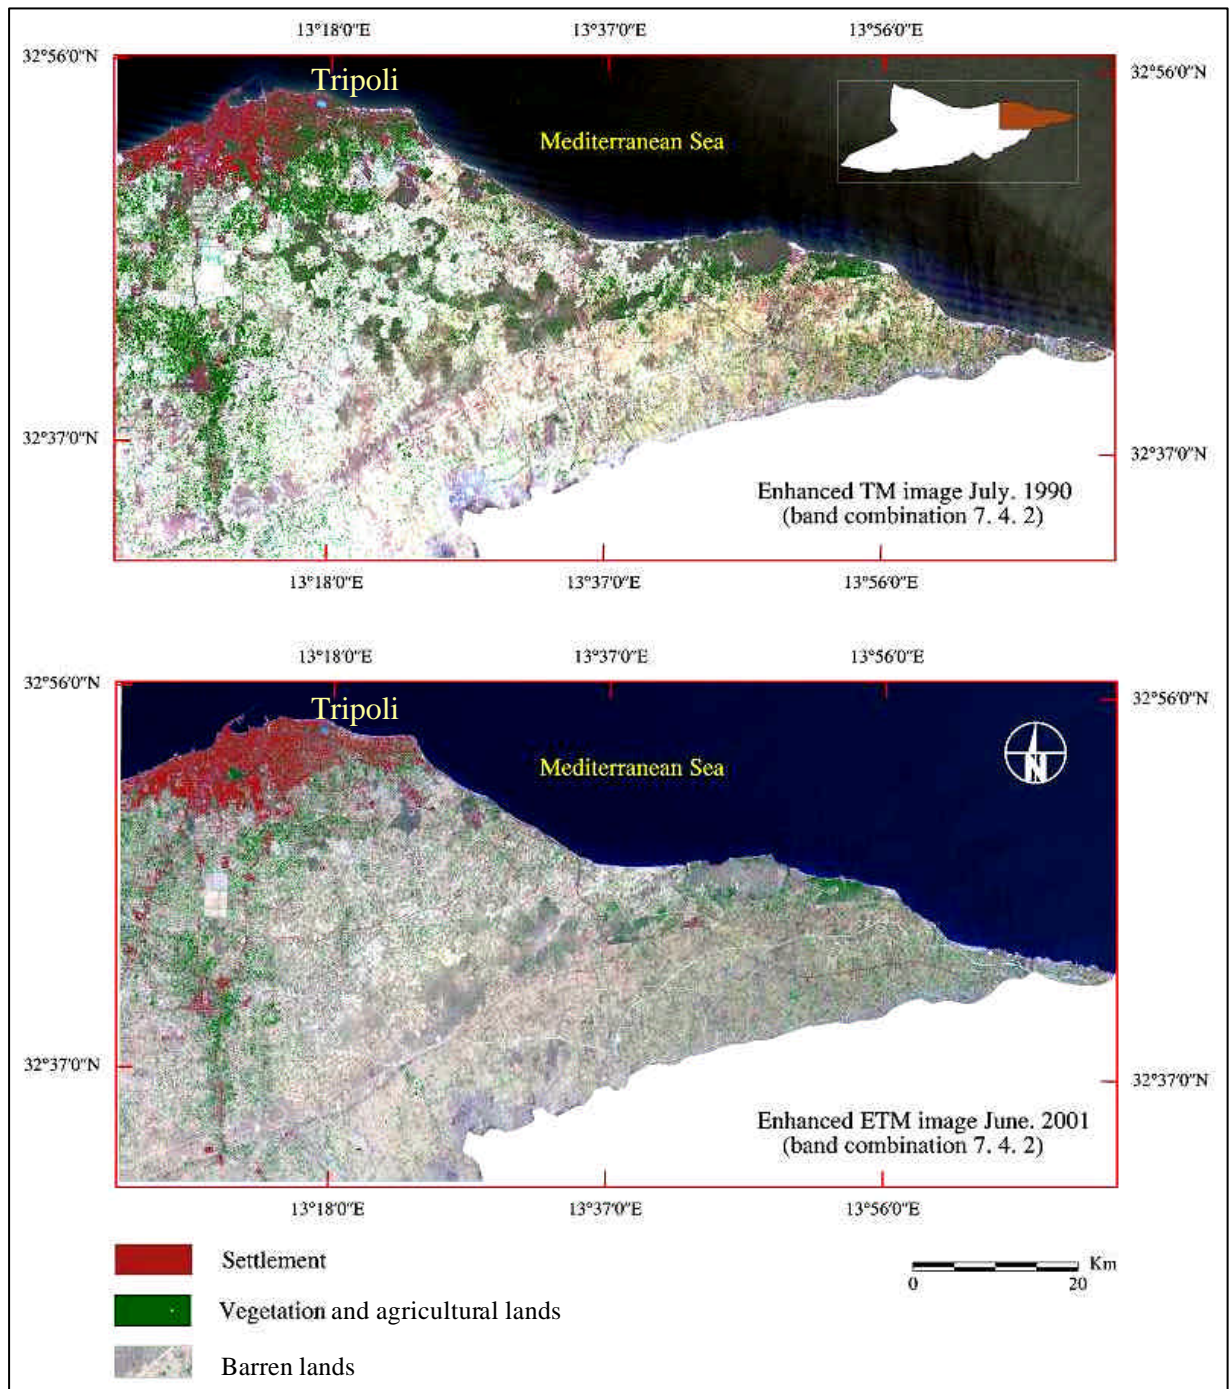 13°18'0"E 13°37'0"E 13°56'0"E
32°56'0"N
32°56'0"N
Tripoli
Mediterranean Sea
32°37'0"N
32°37'0"N
Enhanced TM image July. 1990
(band combination 7. 4. 2)
13°18'0"E 13°37'0"E 13°56'0"E
13°18'0"E 13°37'0"E 13°56'0"E
32°56'0"N
32°56'0"N
Tripoli
Mediterranean Sea
N
32°37'0"N
32°37'0"N
Enhanced ETM image June. 2001
(band combination 7. 4. 2)
13°18'0"E 13°37'0"E 13°56'0"E
Settlement
Km
0 20
Vegetation and agricultural lands
Barren lands